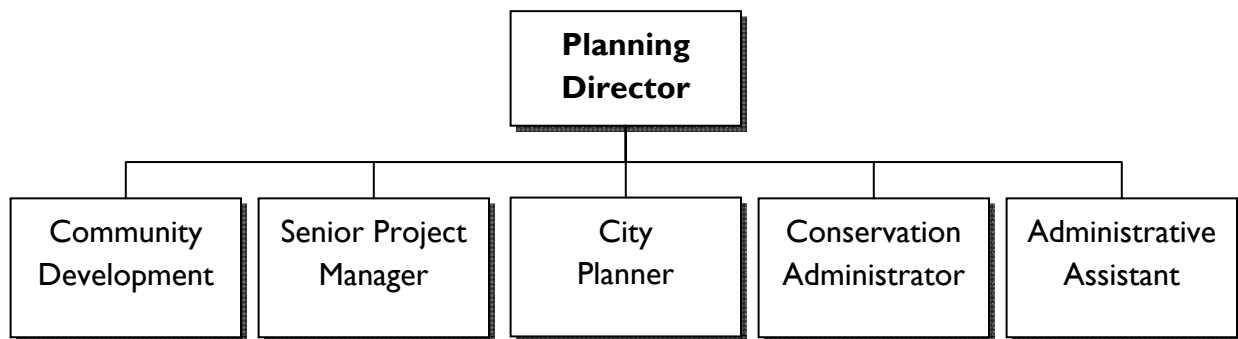 Planning
Director
Community
Development
Senior Project
Manager
City
Planner
Conservation
Administrator
Administrative
Assistant